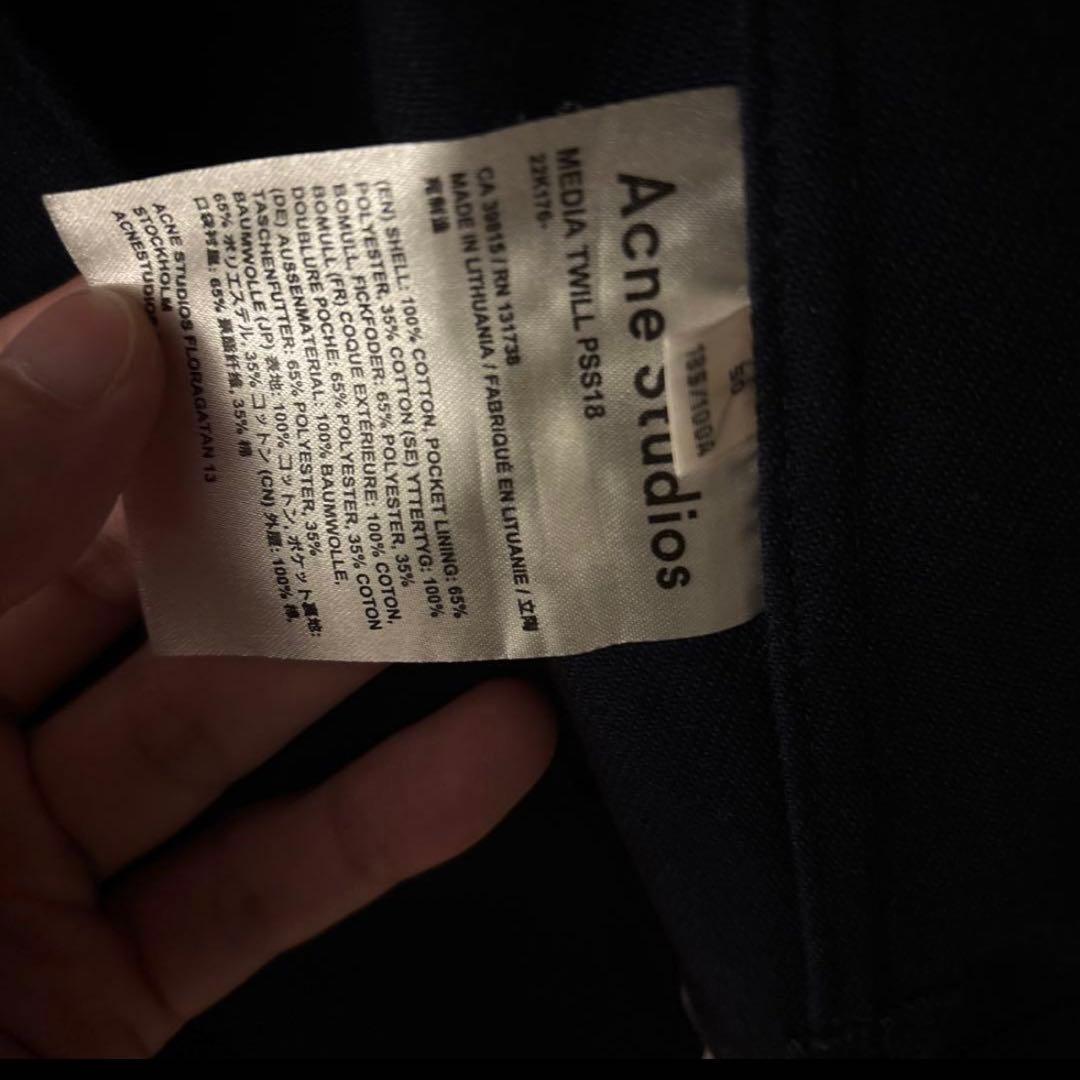 Acne Studios
50
185/100A
MEDIA TWILL PSS18
22K176-
CA 39815 / RN 131738
MADE IN LITHUANIA / FABRIQUÉ EN LITUANIE / 立陶
宛制造
(EN) SHELL: 100% COTTON, POCKET LINING: 65%
POLYESTER, 35% COTTON (SE) YTTERTYG: 100%
BOMULL, FICKFODER: 65% POLYESTER, 35%
BOMULL (FR) COQUE EXTÉRIEURE: 100% COTON,
DOUBLURE POCHE: 65% POLYESTER, 35% COTON
(DE) AUSSENMATERIAL: 100% BAUMWOLLE,
TASCHENFUTTER: 65% POLYESTER, 35%
BAUMWOLLE (JP) 表地: 100% コットン, ポケット裏地:
65% ポリエステル, 35% コットン (CN) 外层: 100% 棉,
口袋衬里: 65% 聚酯纤维, 35% 棉
ACNE STUDIOS FLORAGATAN 13
STOCKHOLM
ACNESTUDIOS